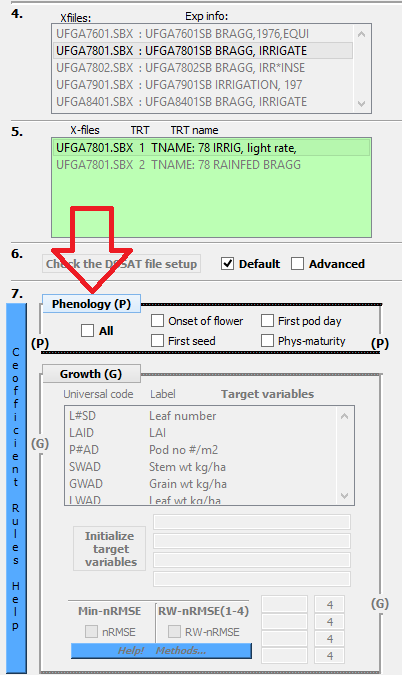 4.
Xfiiles: Exp info:
UFGA7601.SBX : UFGA7601SB BRAGG,1976,EQUI
UFGA7801.SBX : UFGA7801SB BRAGG, IRRIGATE
UFGA7802.SBX : UFGA7802SB BRAGG, IRR*INSE
UFGA7901.SBX : UFGA7901SB IRRIGATION, 197
UFGA8401.SBX : UFGA8401SB BRAGG, IRRIGATE
5.
X-files TRT TRT name
UFGA7801.SBX 1 TNAME: 78 IRRIG, light rate,
UFGA7801.SBX 2 TNAME: 78 RAINFED BRAGG
6.
Check the DSSAT file setup Default Advanced
7.
Phenology (P)
All Onset of flower First pod day
First seed Phys-maturity
(P) (P)
Ceofficient Rules Help
Growth (G)
Universal code Label Target variables
L#SD Leaf number
LAID LAI
P#AD Pod no #/m2
SWAD Stem wt kg/ha
GWAD Grain wt kg/ha
LWAD Leaf wt kg/ha
(G)
Initialize
target
variables
Min-nRMSE RW-nRMSE(1-4)
nRMSE RW-nRMSE
Help! Methods...
4
4
4
4
(G)